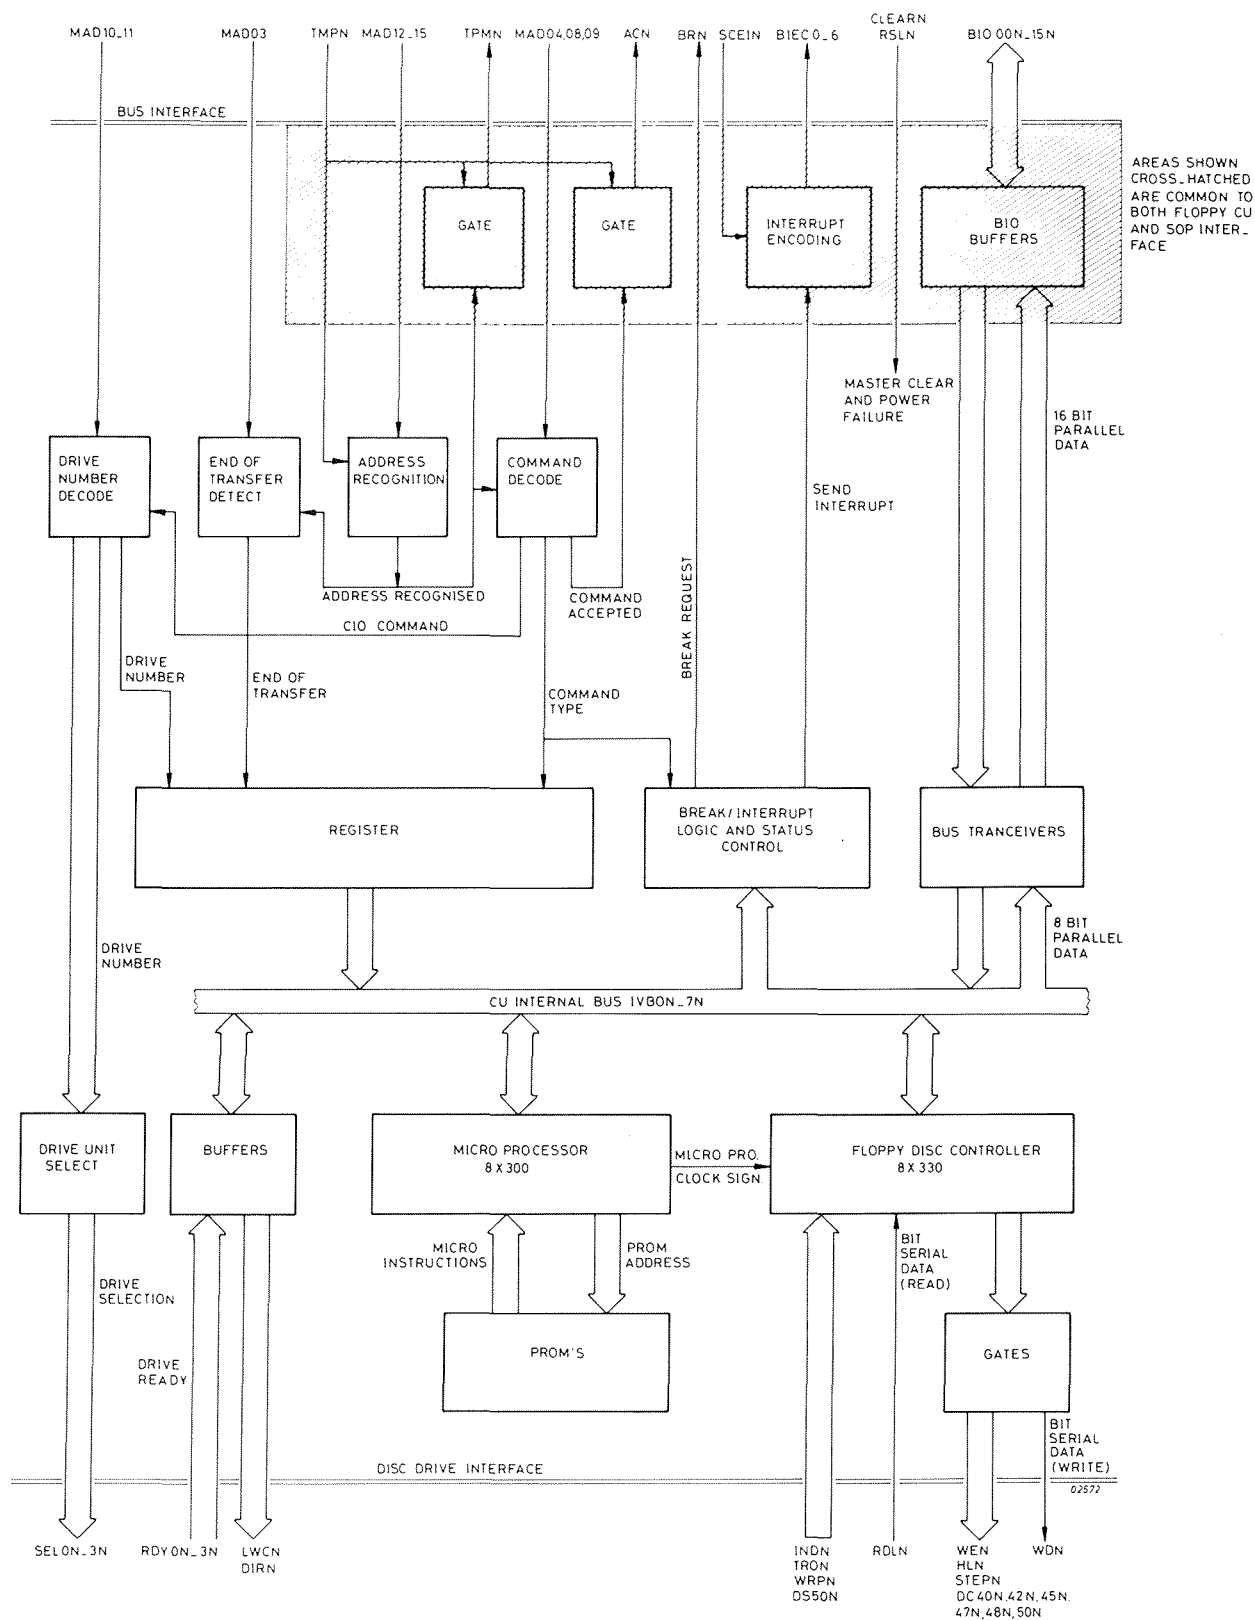 MAD10_11
MAD03
TMPN
MAD12_15
TPMN
MAD04,08,09
ACN
BRN
SCEIN
BIEC0_6
CLEARN
RSLN
BIO 00N_15N
BUS INTERFACE
AREAS SHOWN
CROSS_HATCHED
ARE COMMON TO
BOTH FLOPPY CU
AND SOP INTER_
FACE
GATE
GATE
INTERRUPT
ENCODING
BIO
BUFFERS
MASTER CLEAR
AND POWER
FAILURE
16 BIT
PARALLEL
DATA
DRIVE
NUMBER
DECODE
END OF
TRANSFER
DETECT
ADDRESS
RECOGNITION
COMMAND
DECODE
SEND
INTERRUPT
ADDRESS RECOGNISED
COMMAND
ACCEPTED
BREAK REQUEST
CIO COMMAND
DRIVE
NUMBER
END OF
TRANSFER
COMMAND
TYPE
REGISTER
BREAK/INTERRUPT
LOGIC AND STATUS
CONTROL
BUS TRANCEIVERS
DRIVE
NUMBER
8 BIT
PARALLEL
DATA
CU INTERNAL BUS IVB0N_7N
DRIVE UNIT
SELECT
BUFFERS
MICRO PROCESSOR
8X300
MICRO PRO.
CLOCK SIGN.
FLOPPY DISC CONTROLLER
8X330
MICRO
INSTRUCTIONS
PROM
ADDRESS
BIT
SERIAL
DATA
(READ)
DRIVE
SELECTION
DRIVE
READY
PROM'S
GATES
BIT
SERIAL
DATA
(WRITE)
DISC DRIVE INTERFACE
02572
SEL0N_3N
RDY0N_3N
LWCN
DIRN
INDN
TRON
WRPN
DS50N
RDLN
WEN
HLN
STEPN
DC40N,42N,45N.
47N,48N,50N
WDN